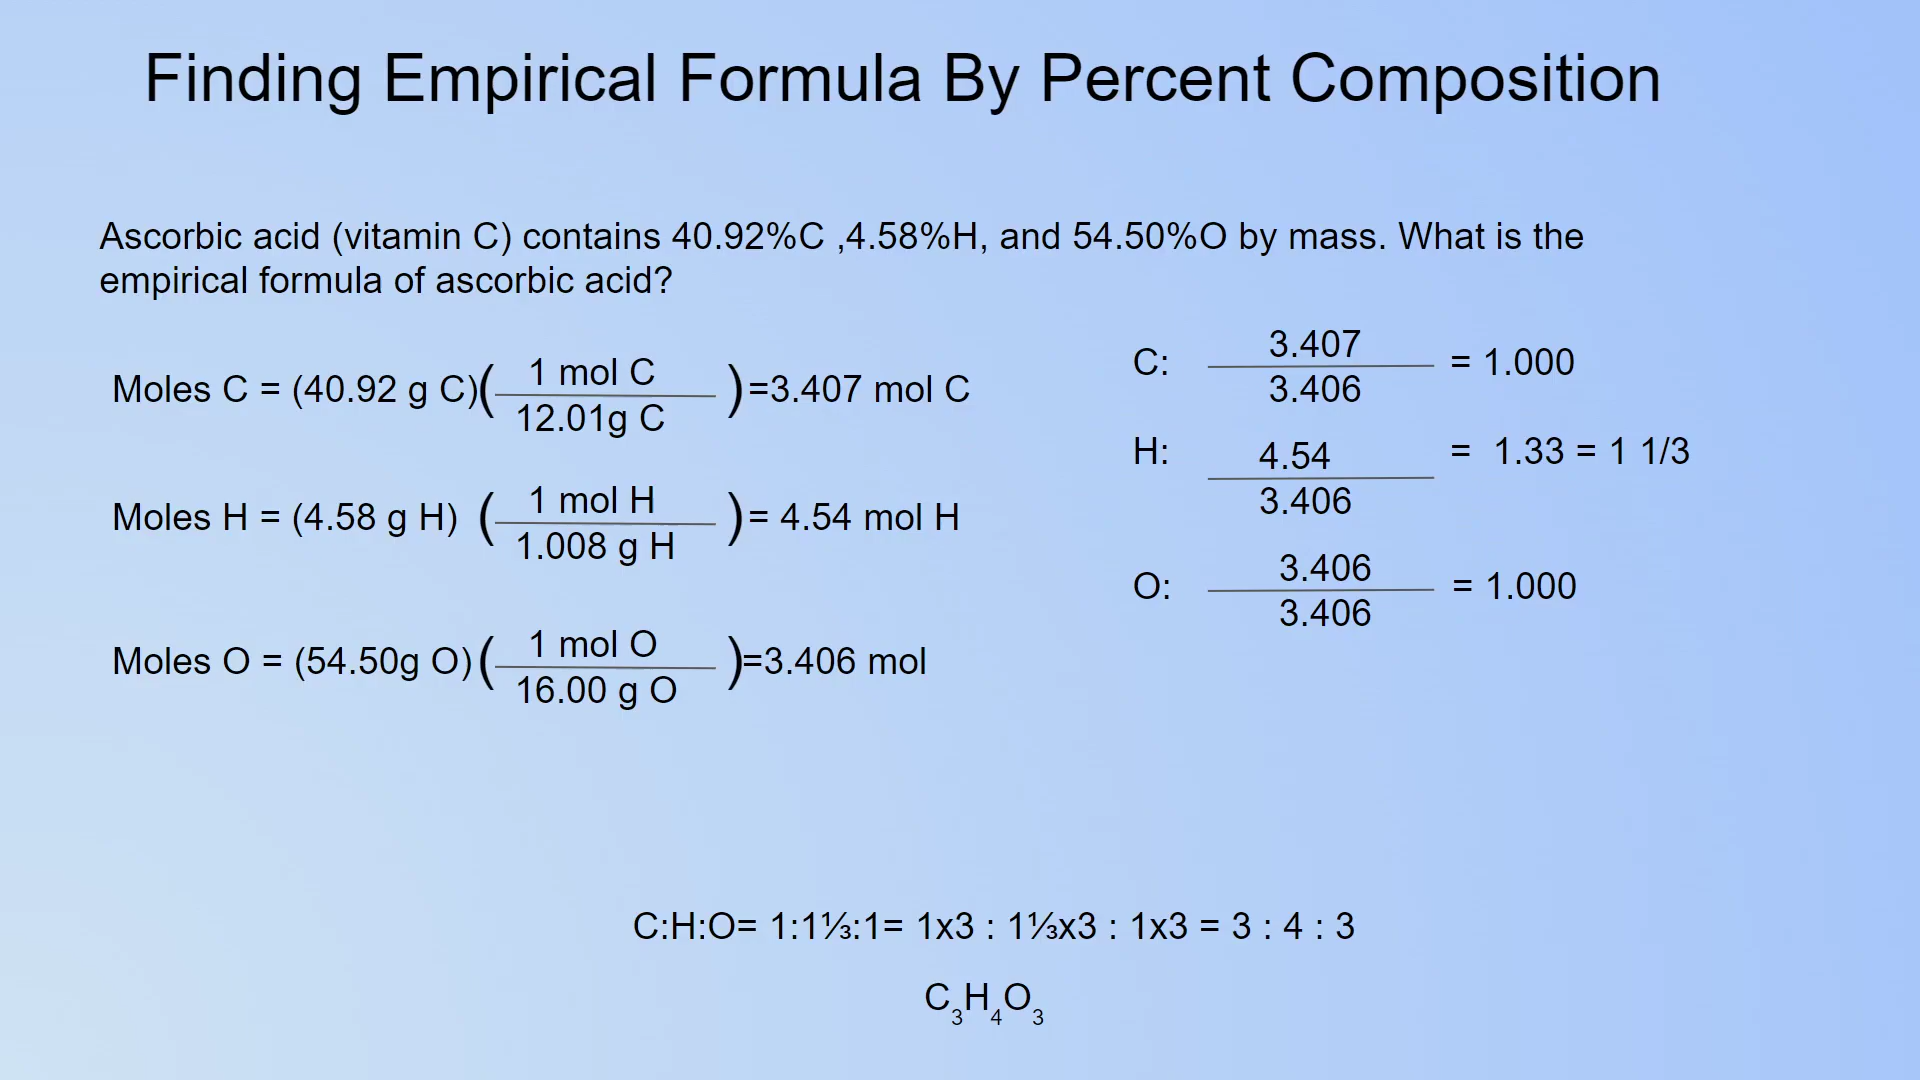 Finding Empirical Formula By Percent Composition
Ascorbic acid (vitamin C) contains 40.92%C ,4.58%H, and 54.50%O by mass. What is the
empirical formula of ascorbic acid?
Moles C = (40.92 g C)( 1 mol C / 12.01g C )=3.407 mol C
Moles H = (4.58 g H) ( 1 mol H / 1.008 g H )= 4.54 mol H
Moles O = (54.50g O)( 1 mol O / 16.00 g O )=3.406 mol
C: 3.407 / 3.406 = 1.000
H: 4.54 / 3.406 = 1.33 = 1 1/3
O: 3.406 / 3.406 = 1.000
C:H:O= 1:1⅓:1= 1x3 : 1⅓x3 : 1x3 = 3 : 4 : 3
C₃H₄O₃